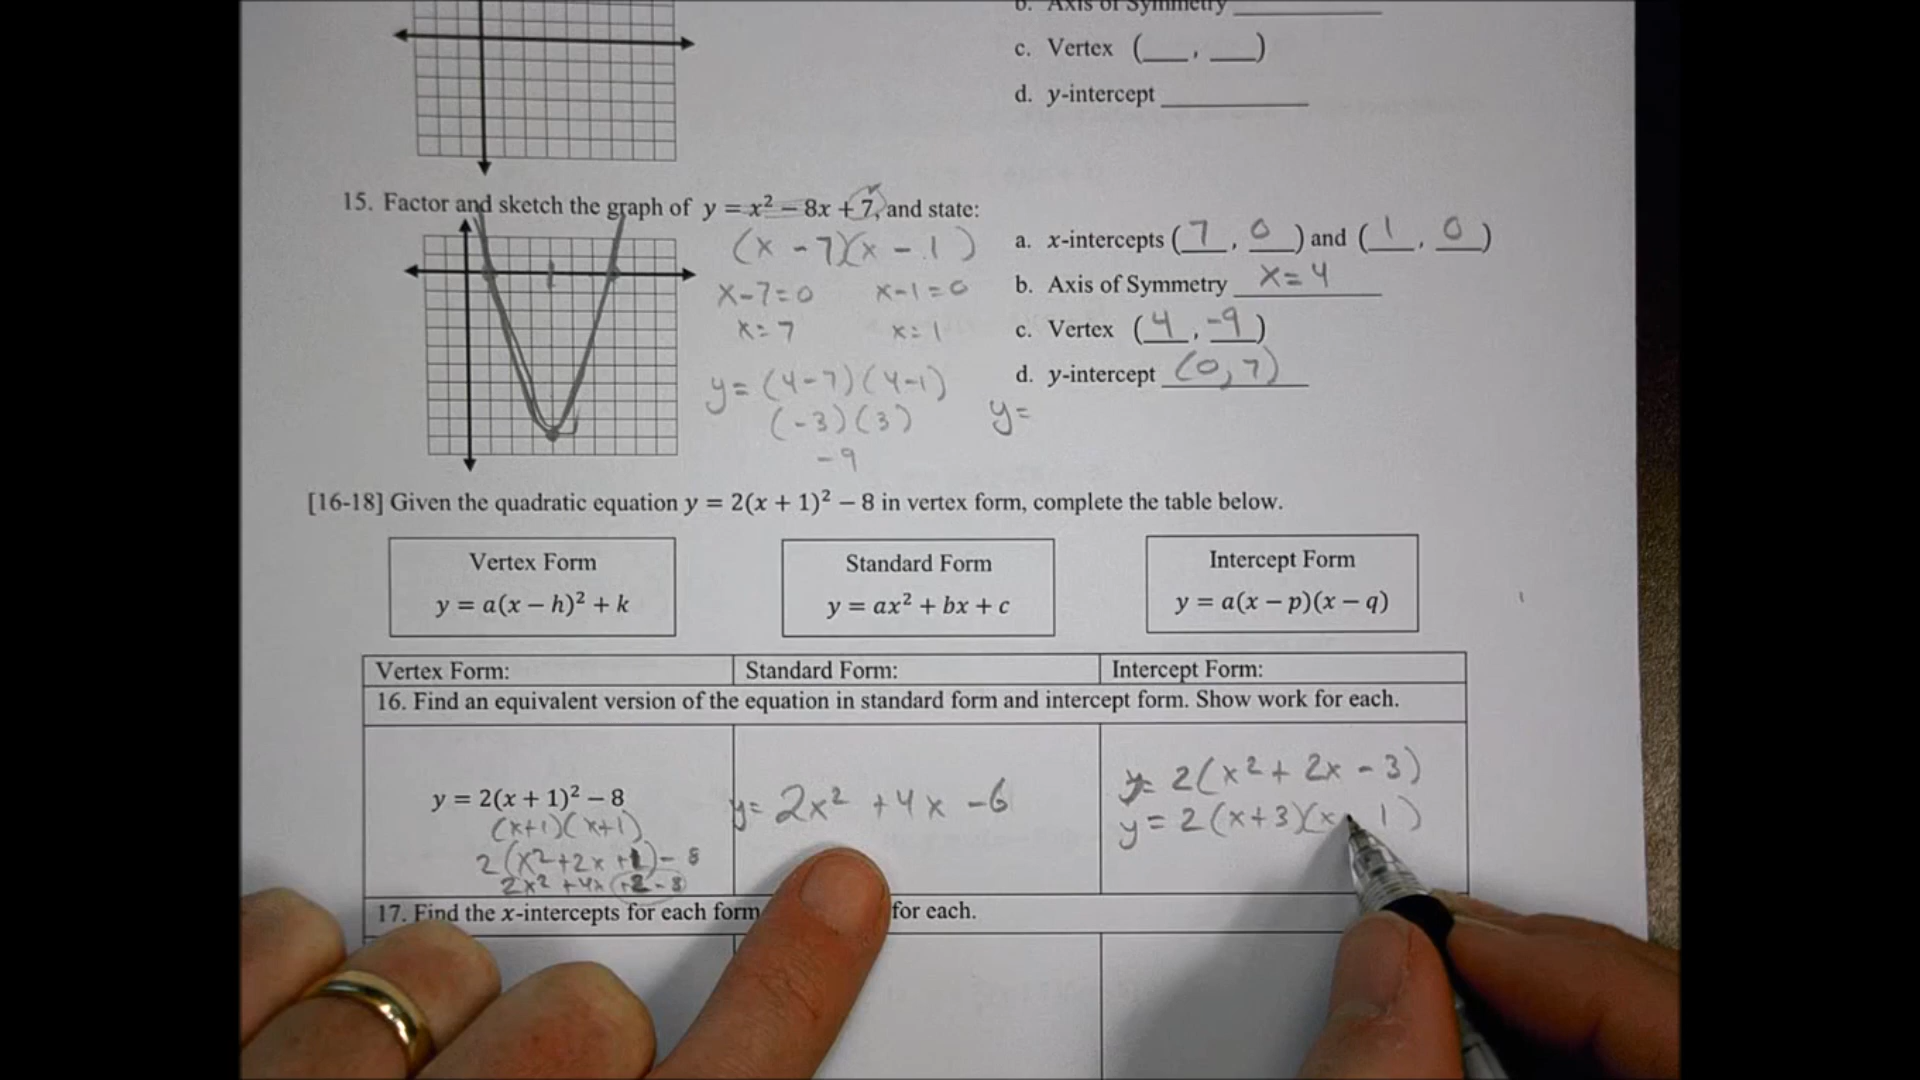 b. Axis of Symmetry
c. Vertex (___, ___)
d. y-intercept
15. Factor and sketch the graph of y = x² − 8x + 7, and state:
(x - 7)(x - 1)
x-7=0 x-1=0
x=7 x=1
y= (4-7)(4-1)
(-3)(3)
-9
a. x-intercepts (7, 0) and (1, 0)
b. Axis of Symmetry x=4
c. Vertex (4, -9)
d. y-intercept (0,7)
y=
[16-18] Given the quadratic equation y = 2(x + 1)² − 8 in vertex form, complete the table below.
Vertex Form
y = a(x − h)² + k
Standard Form
y = ax² + bx + c
Intercept Form
y = a(x − p)(x − q)
Vertex Form: Standard Form: Intercept Form:
16. Find an equivalent version of the equation in standard form and intercept form. Show work for each.
y = 2(x + 1)² − 8
(x+1)(x+1)
2(x²+2x+1)-8
2x²+4x+2-8
y= 2x² +4x -6
y= 2(x²+ 2x - 3)
y= 2(x+3)(x 1)
17. Find the x-intercepts for each form for each.